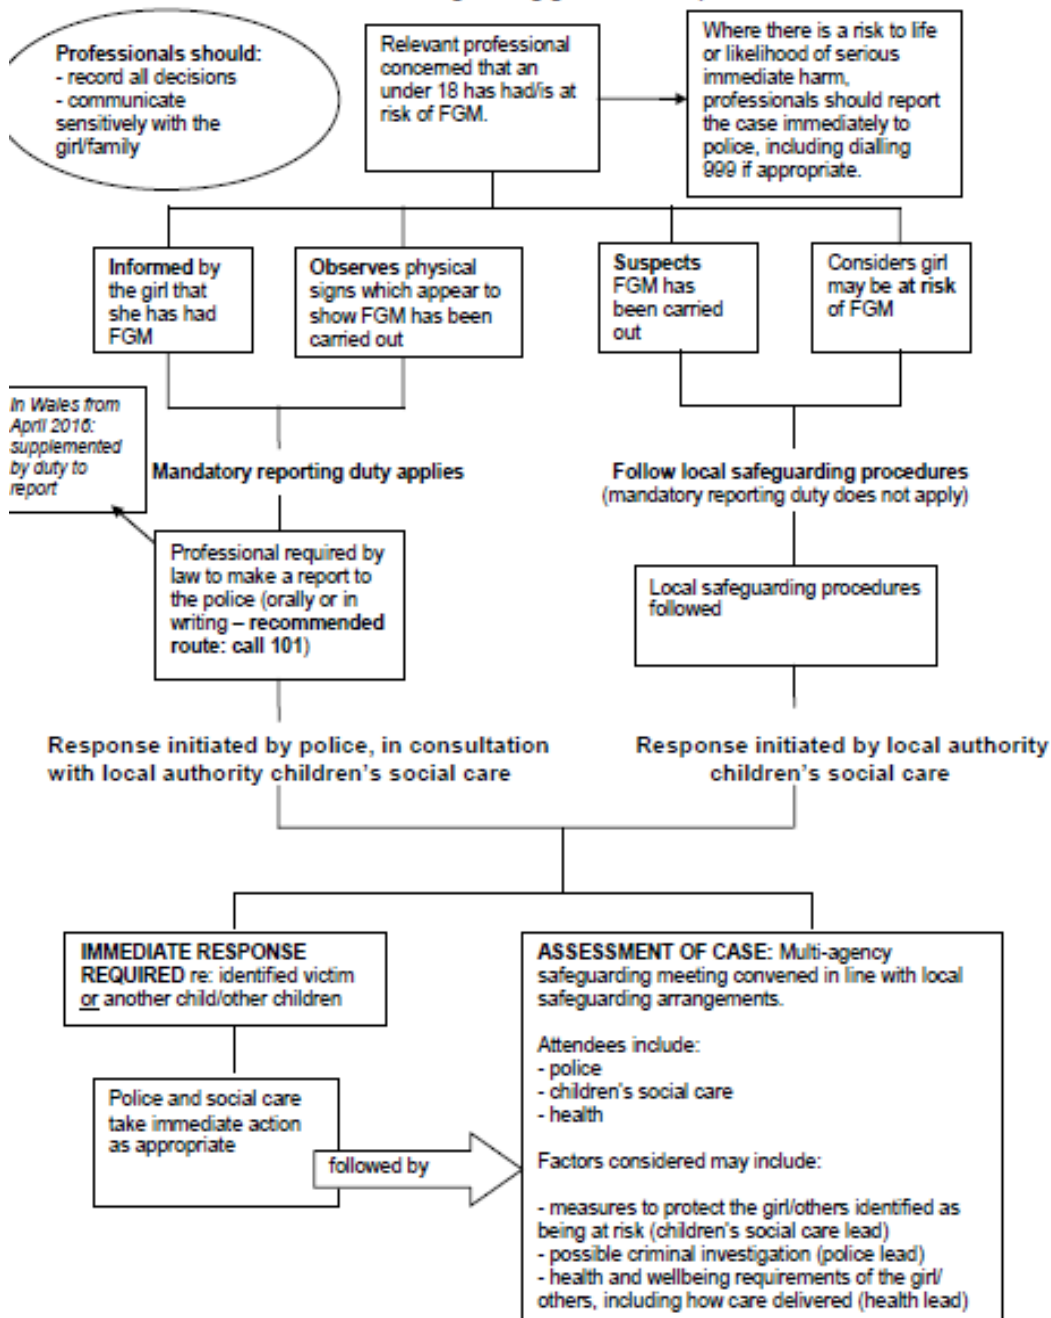 Professionals should:
- record all decisions
- communicate
sensitively with the
girl/family
Relevant professional
concerned that an
under 18 has had/is at
risk of FGM.
Where there is a risk to life
or likelihood of serious
immediate harm,
professionals should report
the case immediately to
police, including dialling
999 if appropriate.
Informed by
the girl that
she has had
FGM
Observes physical
signs which appear to
show FGM has been
carried out
Suspects
FGM has
been carried
out
Considers girl
may be at risk
of FGM
In Wales from
April 2016:
supplemented
by duty to
report
Mandatory reporting duty applies
Follow local safeguarding procedures
(mandatory reporting duty does not apply)
Professional required by
law to make a report to
the police (orally or in
writing – recommended
route: call 101)
Local safeguarding procedures
followed
Response initiated by police, in consultation
with local authority children's social care
Response initiated by local authority
children's social care
IMMEDIATE RESPONSE
REQUIRED re: identified victim
or another child/other children
Police and social care
take immediate action
as appropriate
followed by
ASSESSMENT OF CASE: Multi-agency
safeguarding meeting convened in line with local
safeguarding arrangements.
Attendees include:
- police
- children's social care
- health
Factors considered may include:
- measures to protect the girl/others identified as
being at risk (children's social care lead)
- possible criminal investigation (police lead)
- health and wellbeing requirements of the girl/
others, including how care delivered (health lead)